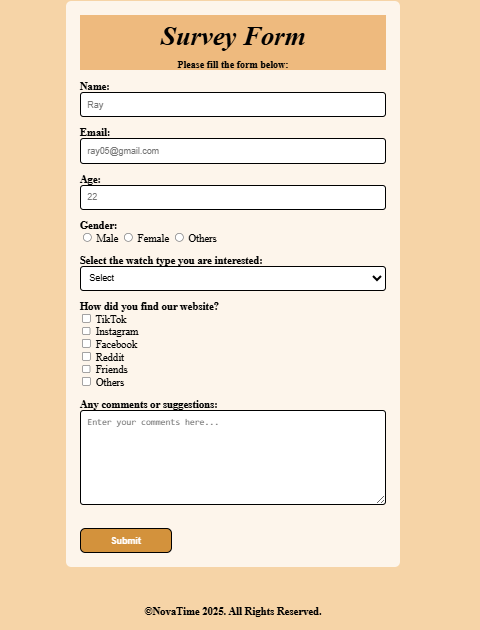 Survey Form
Please fill the form below:
Name:
Ray
Email:
ray05@gmail.com
Age:
22
Gender:
Male Female Others
Select the watch type you are interested:
Select
How did you find our website?
TikTok
Instagram
Facebook
Reddit
Friends
Others
Any comments or suggestions:
Enter your comments here...
Submit
©NovaTime 2025. All Rights Reserved.